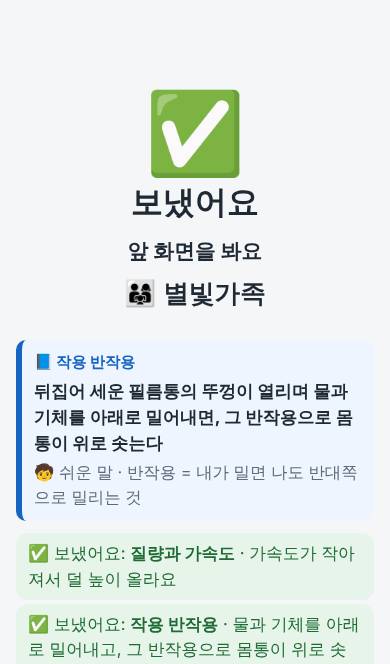 보냈어요
앞 화면을 봐요
👨‍👩‍👧 별빛가족
📘 작용 반작용
뒤집어 세운 필름통의 뚜껑이 열리며 물과
기체를 아래로 밀어내면, 그 반작용으로 몸
통이 위로 솟는다
🧒 쉬운 말 · 반작용 = 내가 밀면 나도 반대쪽
으로 밀리는 것
✅ 보냈어요: 질량과 가속도 · 가속도가 작아
져서 덜 높이 올라요
✅ 보냈어요: 작용 반작용 · 물과 기체를 아래
로 밀어내고, 그 반작용으로 몸통이 위로 솟